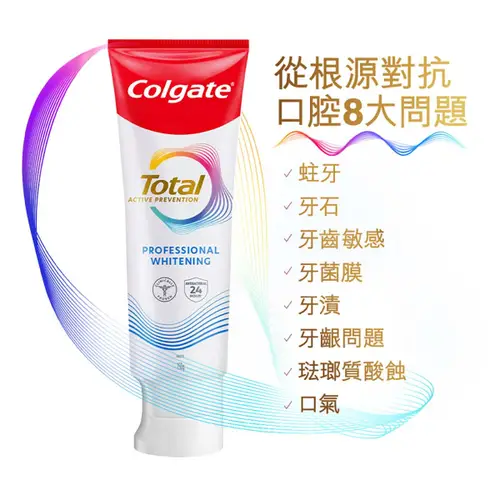 Colgate®
Total
ACTIVE PREVENTION
PROFESSIONAL
WHITENING
ANTIBACTERIAL
24
從根源對抗
口腔8大問題
蛀牙
牙石
牙齒敏感
牙菌膜
牙漬
牙齦問題
琺瑯質酸蝕
口氣